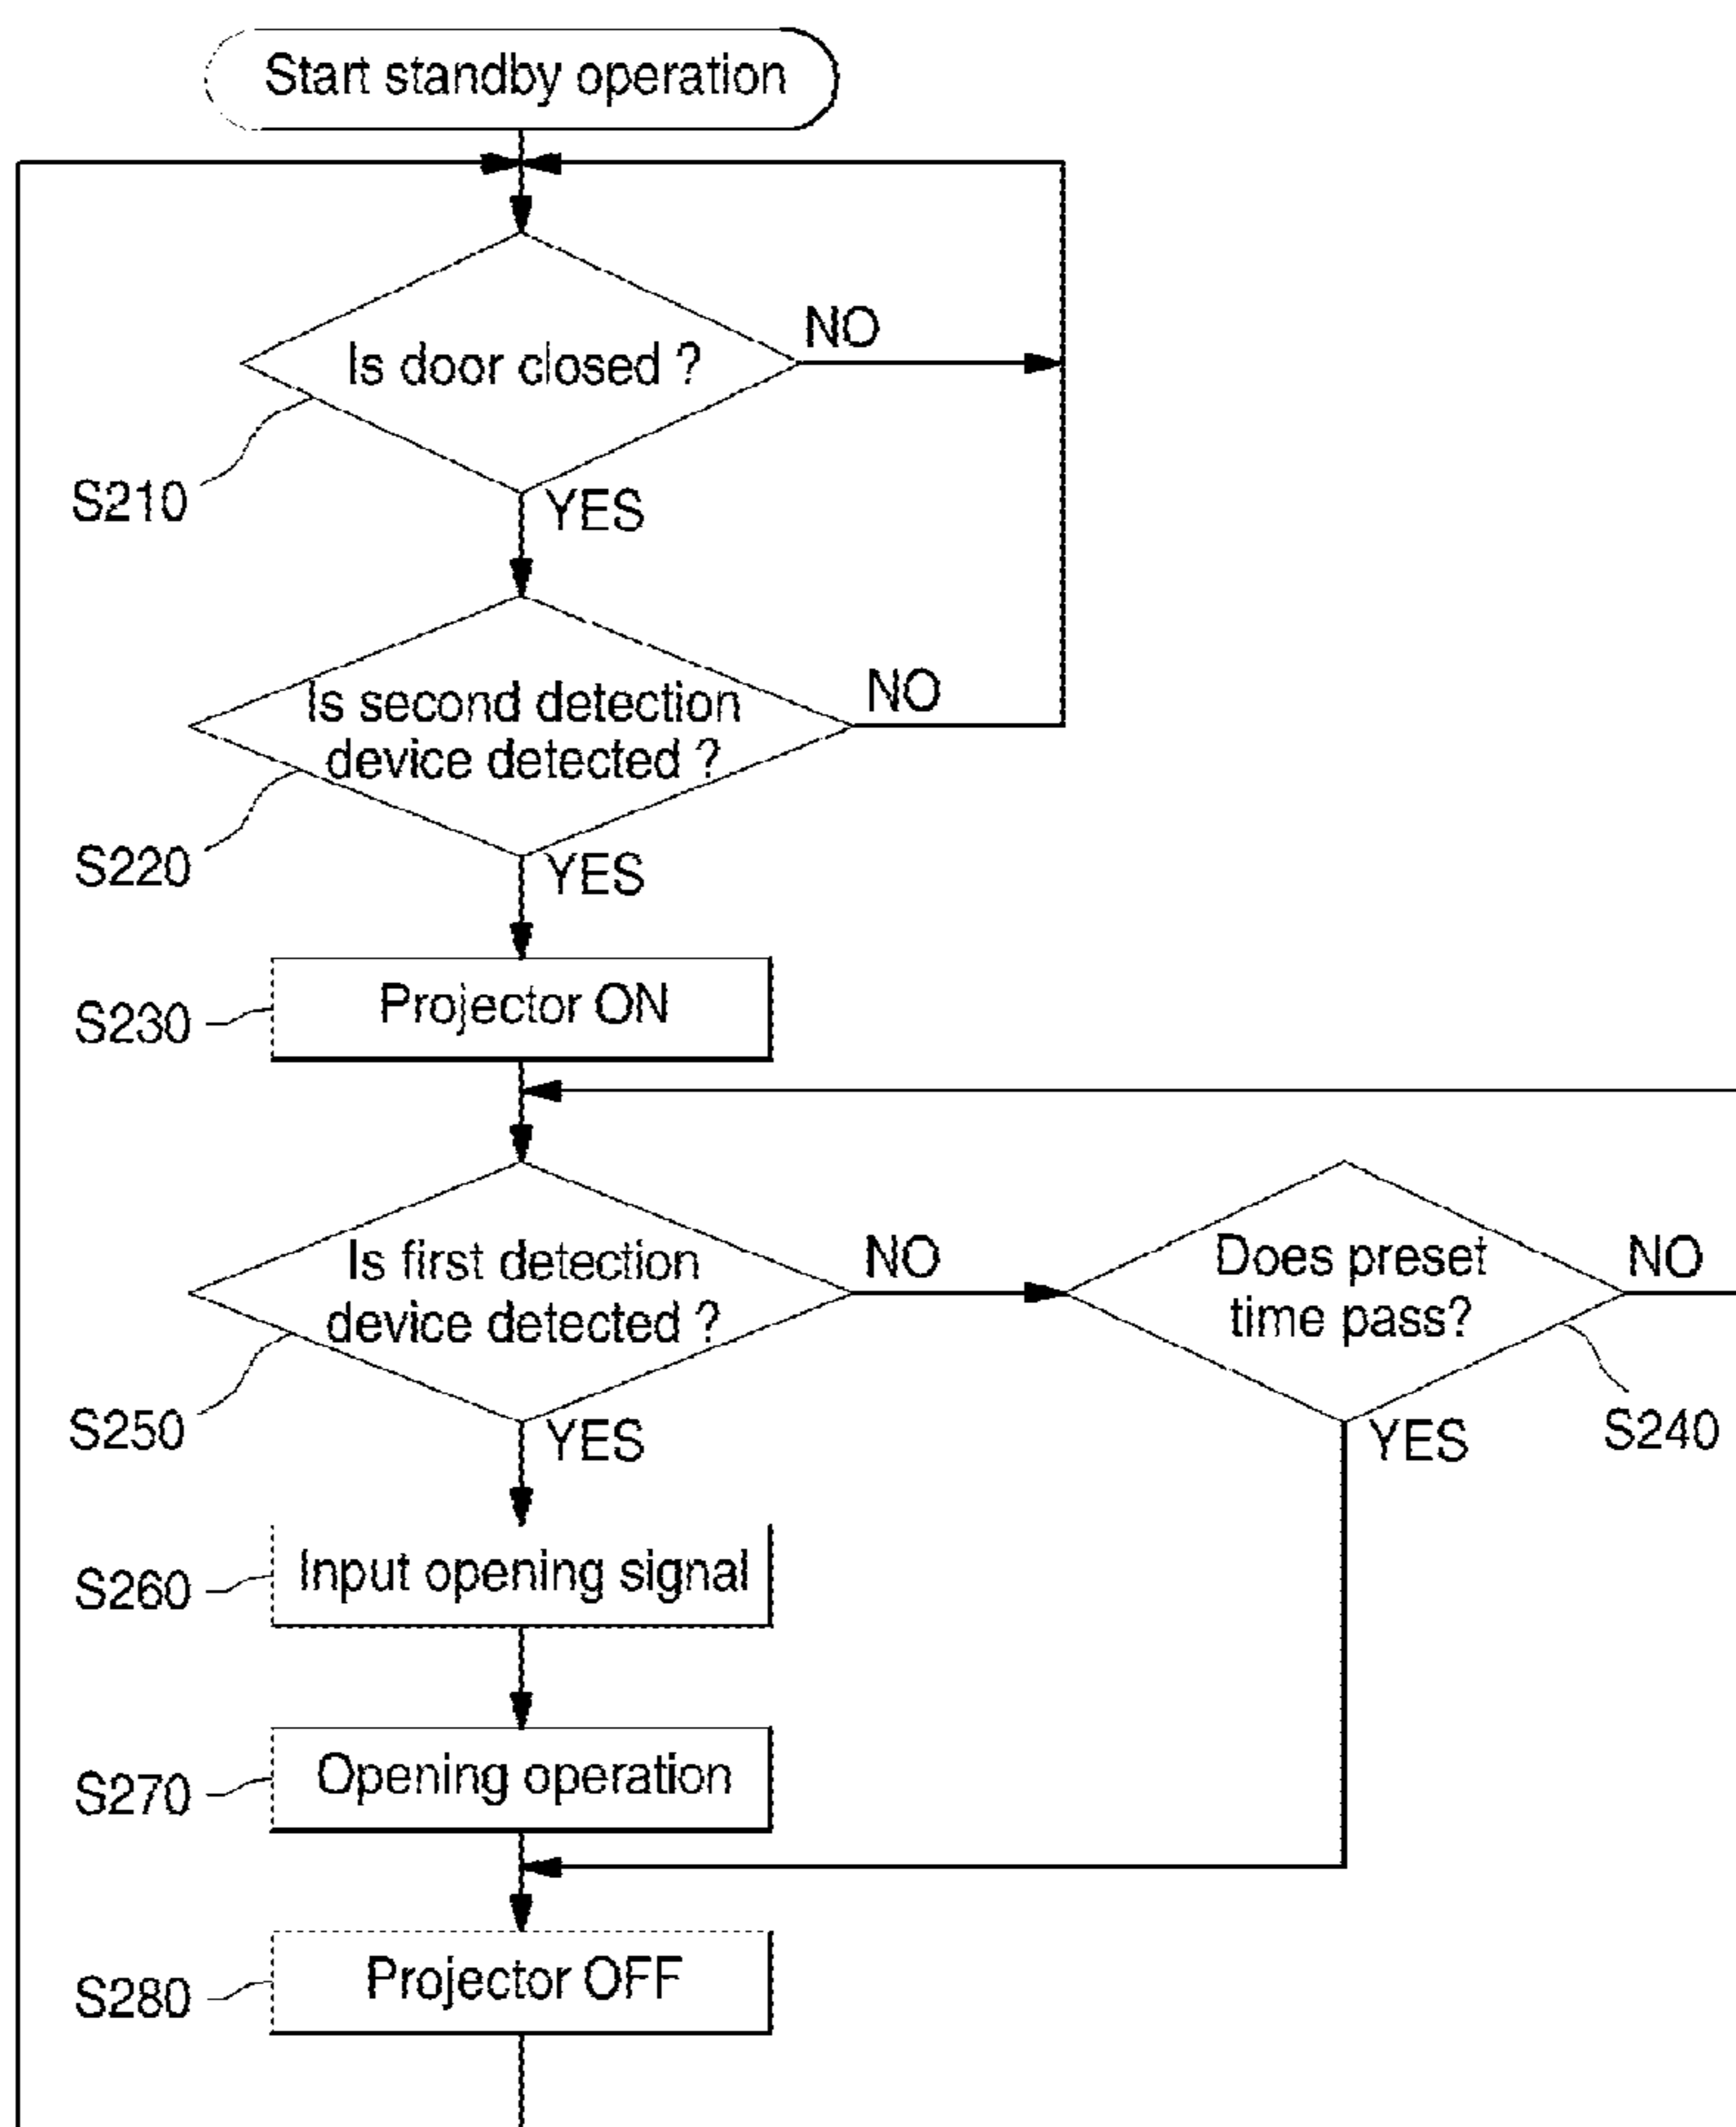 Start standby operation
Is door closed ?
NO
S210
YES
Is second detection
device detected ?
NO
S220
YES
Projector ON
S230
Is first detection
device detected ?
NO
Does preset
time pass?
NO
S250
YES
YES
S240
Input opening signal
S260
Opening operation
S270
Projector OFF
S280